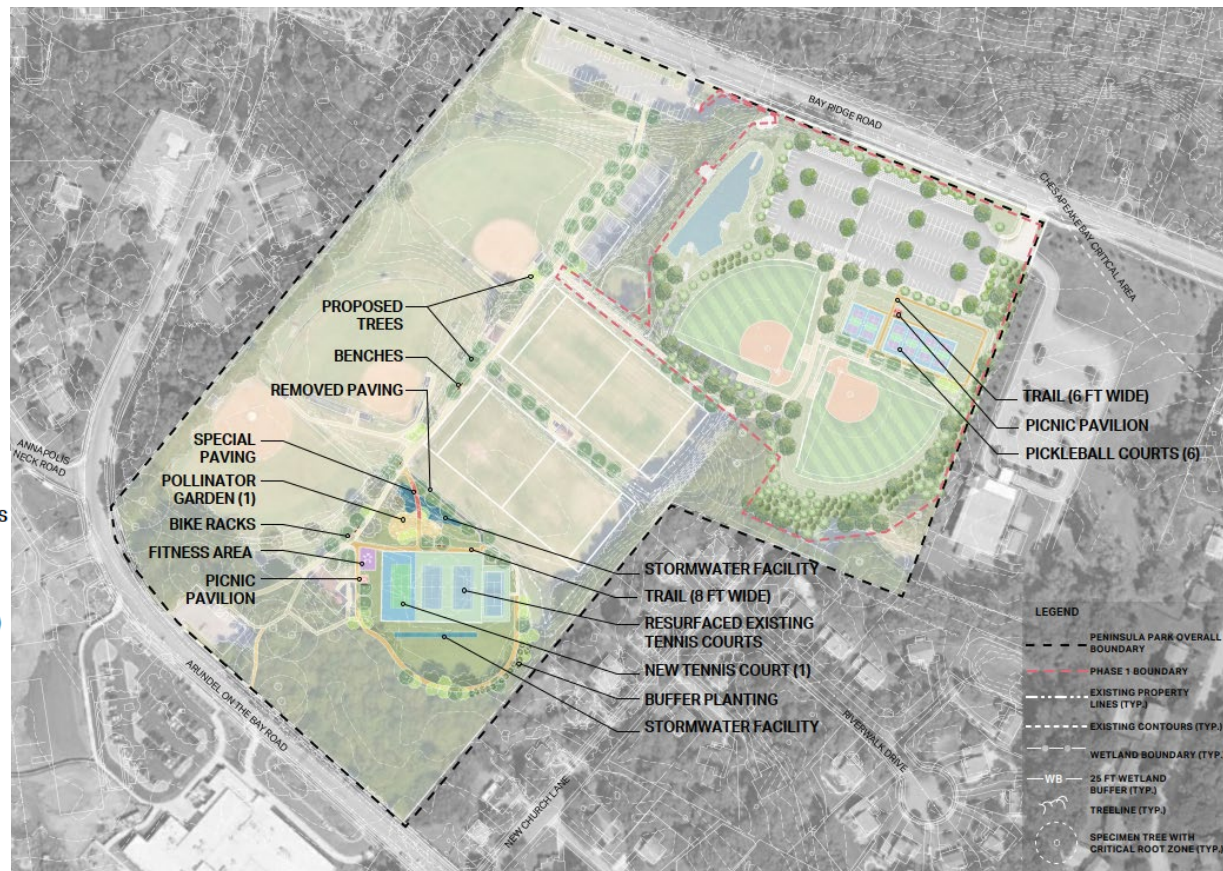 BAY RIDGE ROAD
CHESAPEAKE BAY CRITICAL AREA
PROPOSED
TREES
BENCHES
REMOVED PAVING
SPECIAL
PAVING
POLLINATOR
GARDEN (1)
BIKE RACKS
FITNESS AREA
PICNIC
PAVILION
ANNAPOLIS
NECK ROAD
S
)
TRAIL (6 FT WIDE)
PICNIC PAVILION
PICKLEBALL COURTS (6)
STORMWATER FACILITY
TRAIL (8 FT WIDE)
RESURFACED EXISTING
TENNIS COURTS
NEW TENNIS COURT (1)
BUFFER PLANTING
STORMWATER FACILITY
ARUNDEL ON THE BAY ROAD
NEW CHURCH LANE
RIVERWALK DRIVE
LEGEND
PENINSULA PARK OVERALL
BOUNDARY
PHASE 1 BOUNDARY
EXISTING PROPERTY
LINES (TYP.)
EXISTING CONTOURS (TYP.)
WETLAND BOUNDARY (TYP.
WB
25 FT WETLAND
BUFFER (TYP.)
TREELINE (TYP.)
SPECIMEN TREE WITH
CRITICAL ROOT ZONE (TYP.)